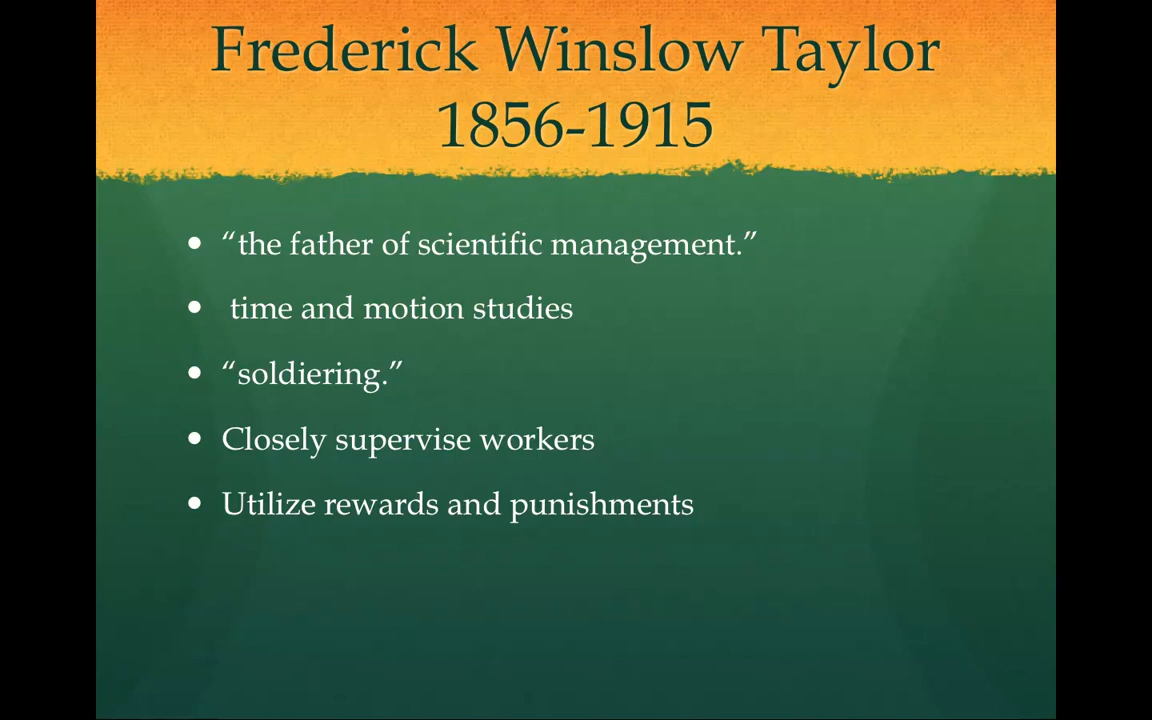 Frederick Winslow Taylor
1856-1915
• “the father of scientific management.”
• time and motion studies
• “soldiering.”
• Closely supervise workers
• Utilize rewards and punishments